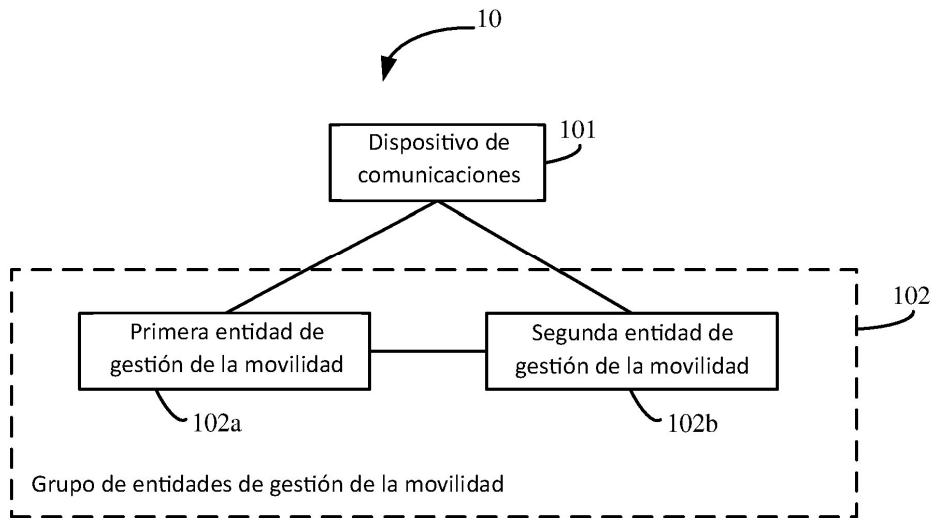 10
Dispositivo de
comunicaciones
101
102
Primera entidad de
gestión de la movilidad
Segunda entidad de
gestión de la movilidad
102a
102b
Grupo de entidades de gestión de la movilidad